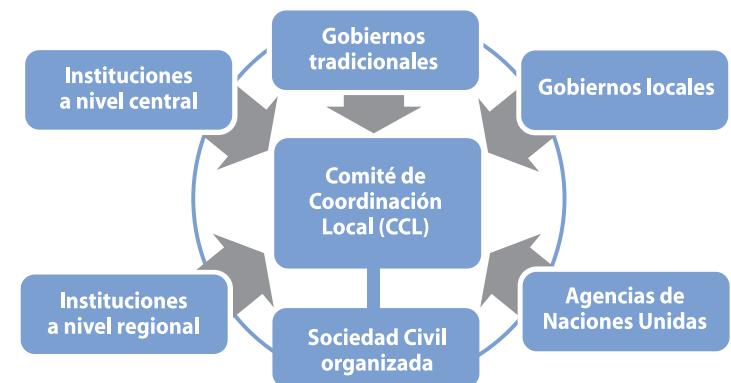 Gobiernos
tradicionales
Instituciones
a nivel central
Gobiernos locales
Comité de
Coordinación
Local (CCL)
Instituciones
a nivel regional
Agencias de
Naciones Unidas
Sociedad Civil
organizada